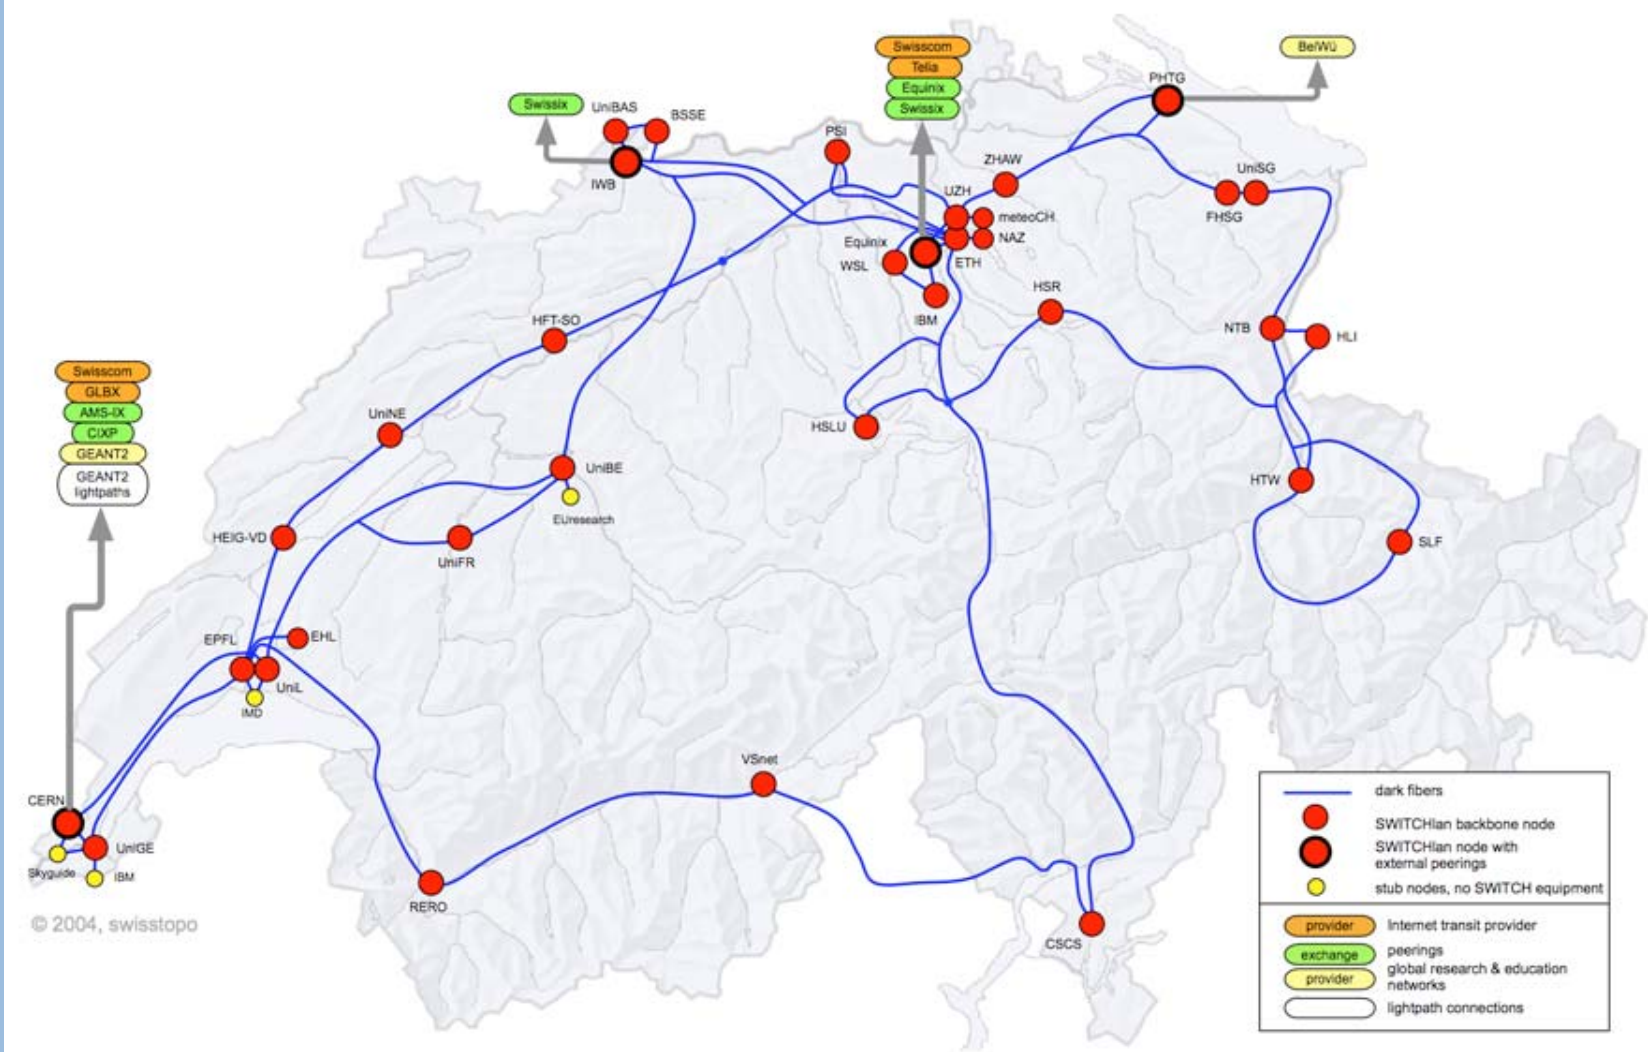 Swisscom
Telia
Equinix
Swissix
BelWü
PHTG
Swissix
UniBAS
BSSE
IWB
PSI
ZHAW
UniSG
FHSG
UZH
meteoCH
NAZ
ETH
Equinix
WSL
IBM
HSR
NTB
HLI
HFT-SO
Swisscom
GLBX
AMS-IX
CIXP
GEANT2
GEANT2
lightpaths
UniNE
HSLU
UniBE
EUresearch
HTW
HEIG-VD
UniFR
SLF
EPFL
EHL
UniL
IMD
VSnet
CERN
UniGE
Skyguide
IBM
RERO
CSCS
© 2004, swisstopo
dark fibers
SWITCHlan backbone node
SWITCHlan node with
external peerings
stub nodes, no SWITCH equipment
provider
Internet transit provider
exchange
peerings
provider
global research & education
networks
lightpath connections